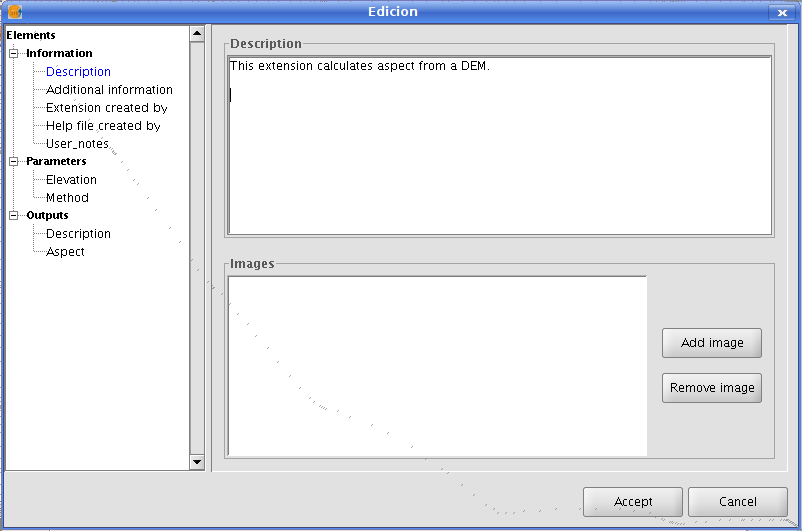 Edicion
Elements
Information
Description
Additional information
Extension created by
Help file created by
User_notes
Parameters
Elevation
Method
Outputs
Description
Aspect
Description
This extension calculates aspect from a DEM.
Images
Add image
Remove image
Accept
Cancel